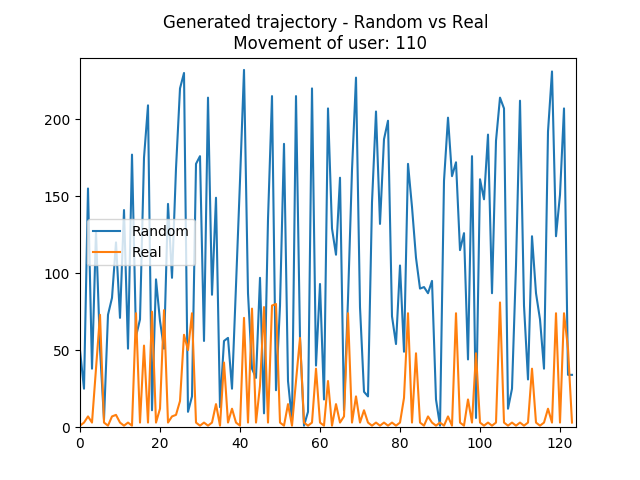 Generated trajectory - Random vs Real
Movement of user: 110
200
150
100
50
0
Random
Real
0 20 40 60 80 100 120